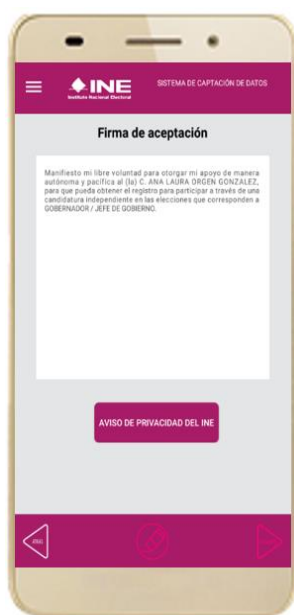 INE
Instituto Nacional Electoral
SISTEMA DE CAPTACIÓN DE DATOS
Firma de aceptación
Manifiesto mi libre voluntad para otorgar mi apoyo de manera
autónoma y pacífica al (la) C. ANA LAURA ORGEN GONZALEZ,
para que pueda obtener el registro para participar a través de una
candidatura independiente en las elecciones que corresponden a
GOBERNADOR / JEFE DE GOBIERNO.
AVISO DE PRIVACIDAD DEL INE